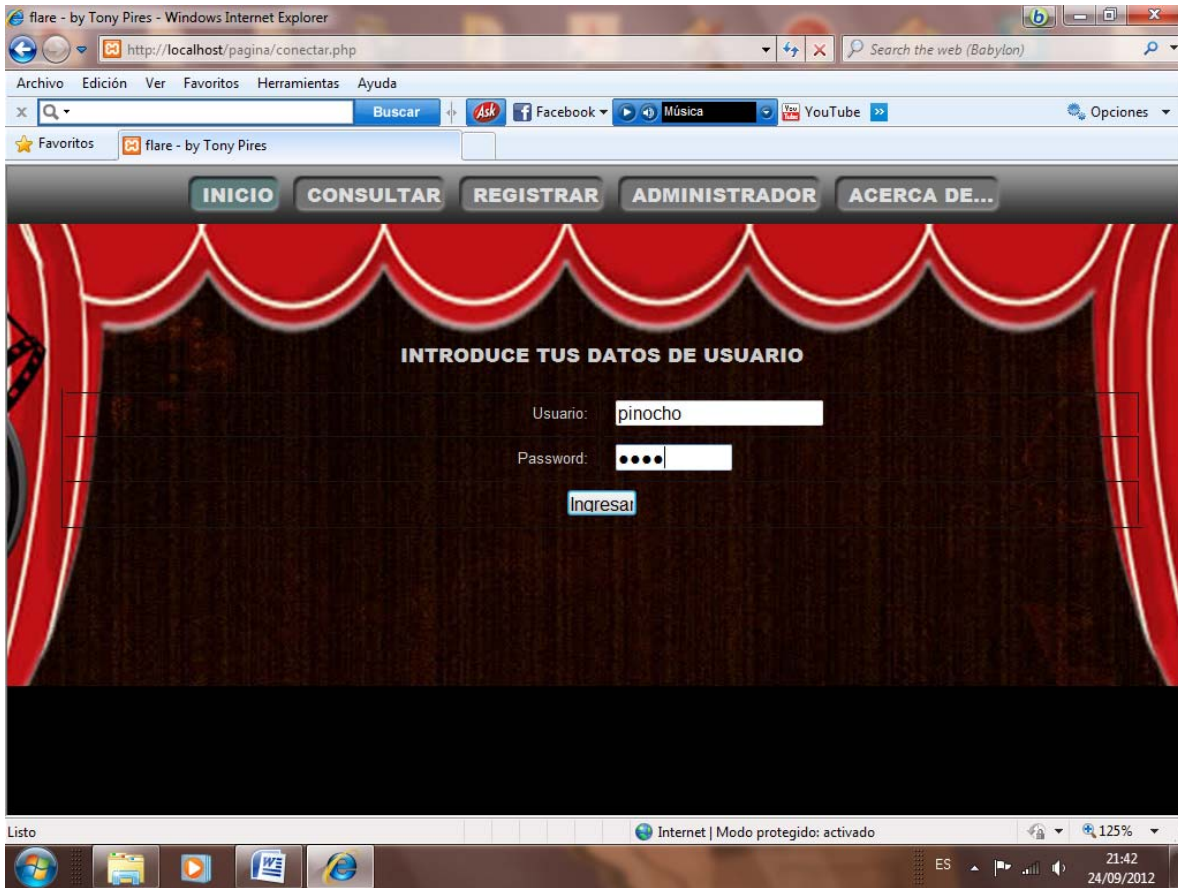 flare - by Tony Pires - Windows Internet Explorer
http://localhost/pagina/conectar.php
Search the web (Babylon)
Archivo Edición Ver Favoritos Herramientas Ayuda
Buscar Ask Facebook Música YouTube Opciones
Favoritos flare - by Tony Pires
INICIO CONSULTAR REGISTRAR ADMINISTRADOR ACERCA DE...
INTRODUCE TUS DATOS DE USUARIO
Usuario: pinocho
Password: ●●●●
Ingresar
Listo Internet | Modo protegido: activado 125%
ES 21:42
24/09/2012